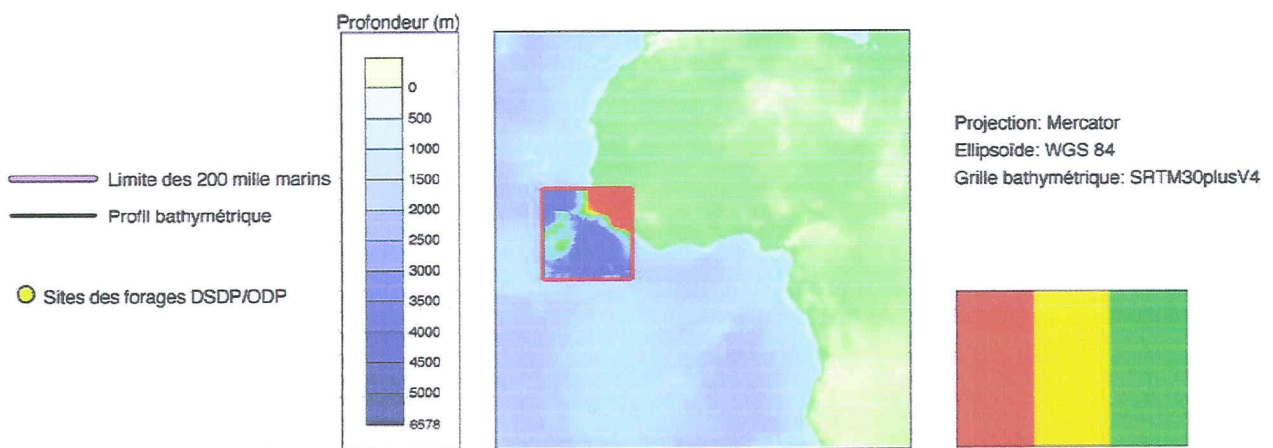 Profondeur (m)
0
500
1000
1500
2000
2500
3000
3500
4000
4500
5000
6578
Limite des 200 mille marins
Profil bathymétrique
Sites des forages DSDP/ODP
Projection: Mercator
Ellipsoïde: WGS 84
Grille bathymétrique: SRTM30plusV4